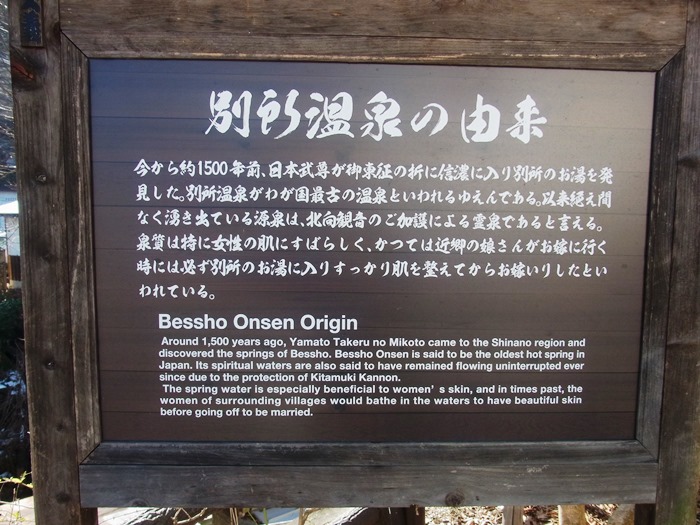 別所温泉の由来
今から約1500年前、日本武尊が御東征の折に信濃に入り別所のお湯を発
見した。別所温泉がわが国最古の温泉といわれるゆえんである。以来絶え間
なく湧き出ている源泉は、北向観音のご加護による霊泉であると言える。
泉質は特に女性の肌にすばらしく、かつては近郷の娘さんがお嫁に行く
時には必ず別所のお湯に入りすっかり肌を整えてからお嫁いりしたとい
われている。
Bessho Onsen Origin
Around 1,500 years ago, Yamato Takeru no Mikoto came to the Shinano region and
discovered the springs of Bessho. Bessho Onsen is said to be the oldest hot spring in
Japan. Its spiritual waters are also said to have remained flowing uninterrupted ever
since due to the protection of Kitamuki Kannon.
The spring water is especially beneficial to women's skin, and in times past, the
women of surrounding villages would bathe in the waters to have beautiful skin
before going off to be married.